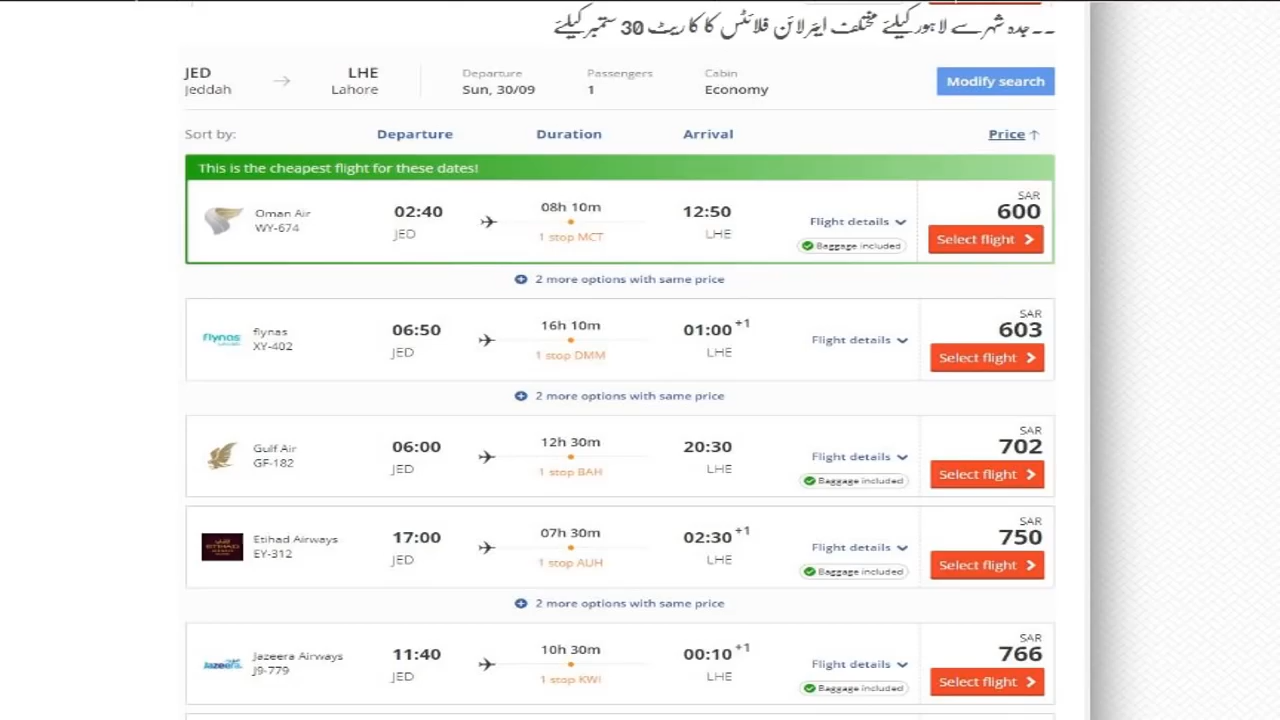 ۔۔جدہ شہر سے لاہور کیلئے مختلف ایئرلائن فلائٹس کا کاریٹ 30 ستمبر کیلئے
JED → LHE Departure Passengers Cabin
Jeddah Lahore Sun, 30/09 1 Economy Modify search
Sort by: Departure Duration Arrival Price ↑
This is the cheapest flight for these dates!
SAR
Oman Air 02:40 08h 10m 12:50 Flight details 600
WY-674 JED 1 stop MCT LHE Baggage included Select flight
2 more options with same price
SAR
flynas flynas 06:50 16h 10m 01:00 +1 Flight details 603
XY-402 JED 1 stop DMM LHE Select flight
2 more options with same price
SAR
Gulf Air 06:00 12h 30m 20:30 Flight details 702
GF-182 JED 1 stop BAH LHE Baggage included Select flight
SAR
ETIHAD Etihad Airways 17:00 07h 30m 02:30 +1 Flight details 750
EY-312 JED 1 stop AUH LHE Baggage included Select flight
2 more options with same price
SAR
Jazeera Jazeera Airways 11:40 10h 30m 00:10 +1 Flight details 766
J9-779 JED 1 stop KWI LHE Baggage included Select flight